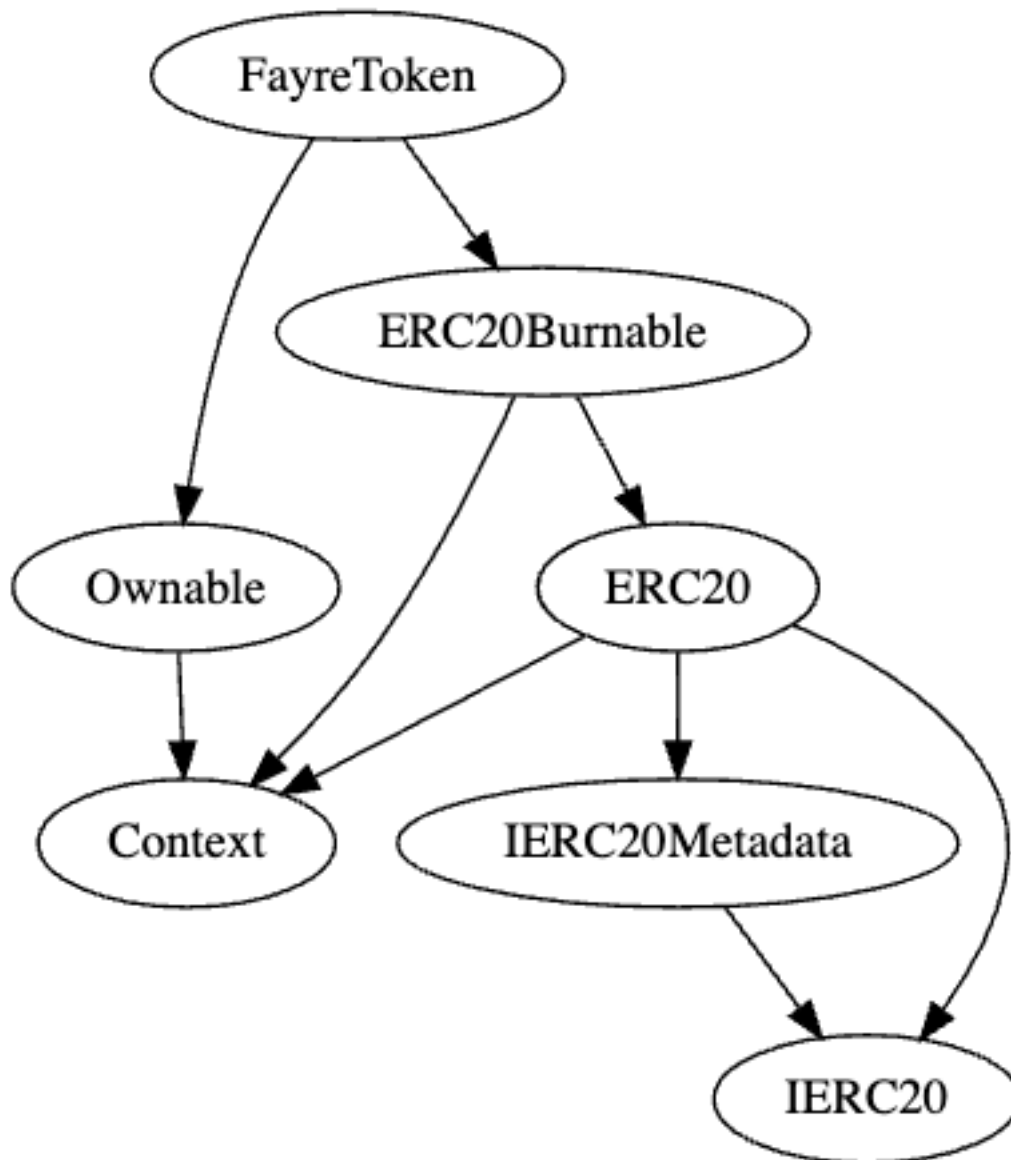 FayreToken
ERC20Burnable
Ownable
ERC20
Context
IERC20Metadata
IERC20